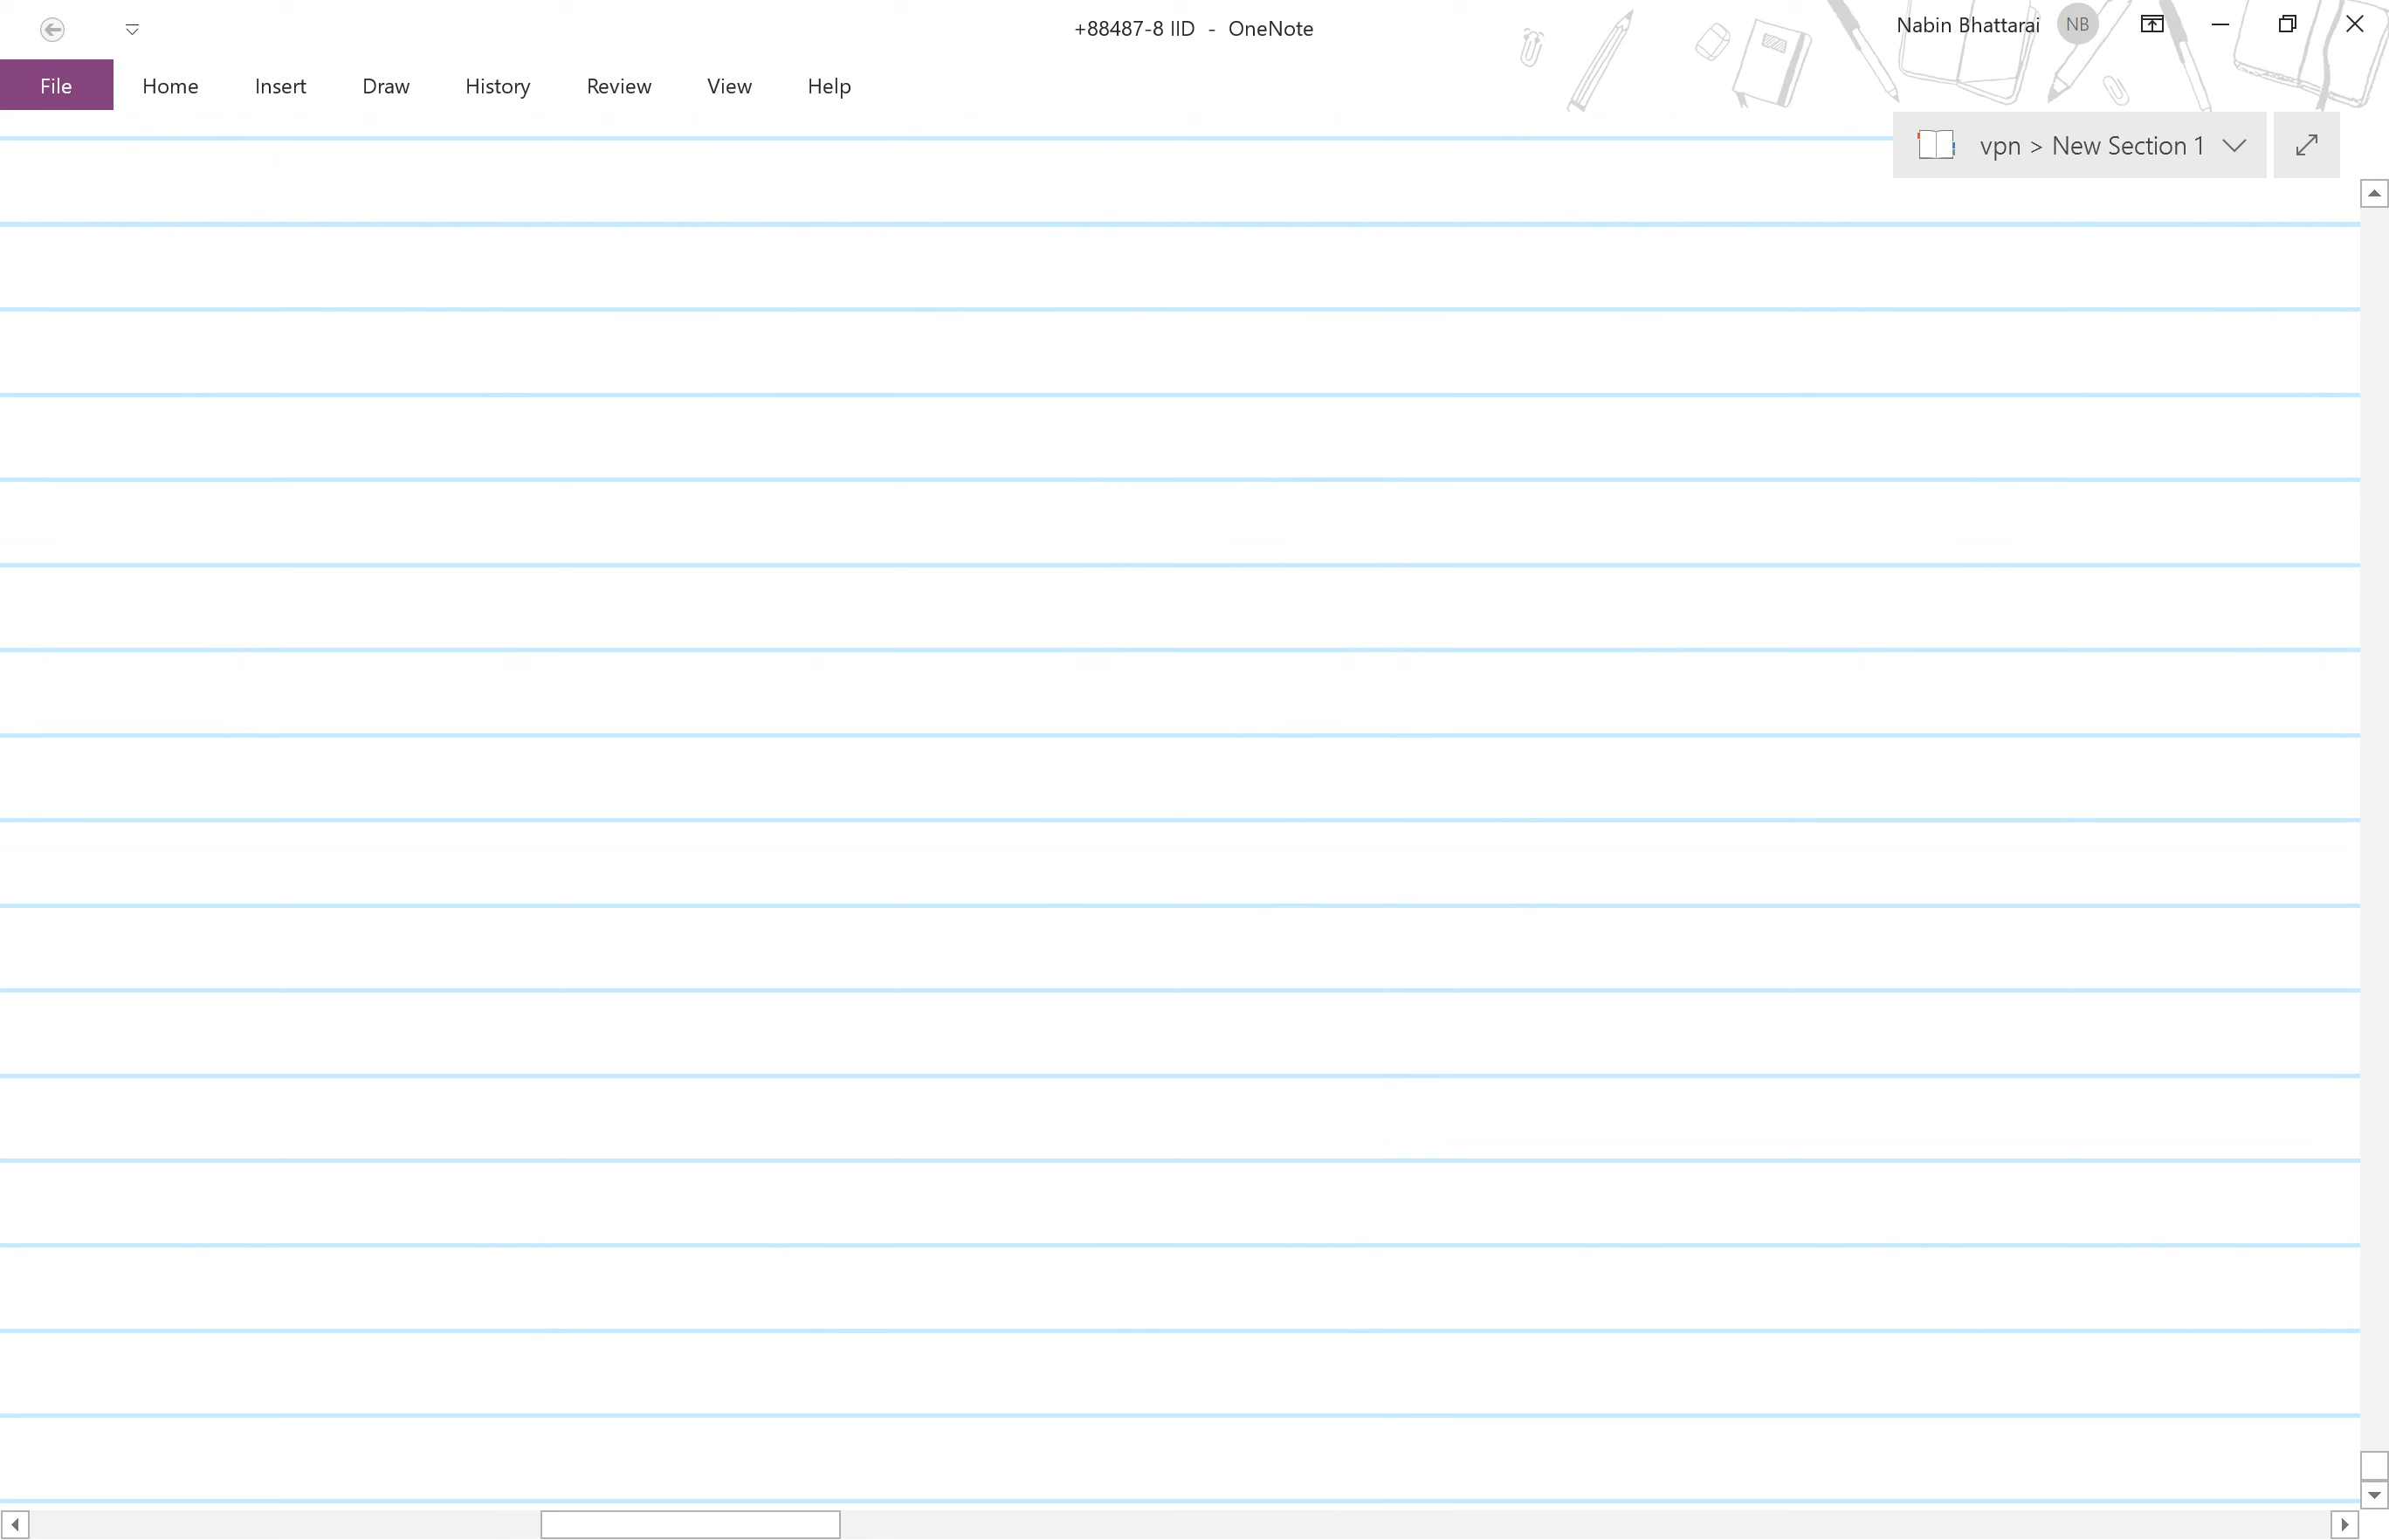 +88487-8 IID - OneNote
Nabin Bhattarai NB
File Home Insert Draw History Review View Help
vpn > New Section 1